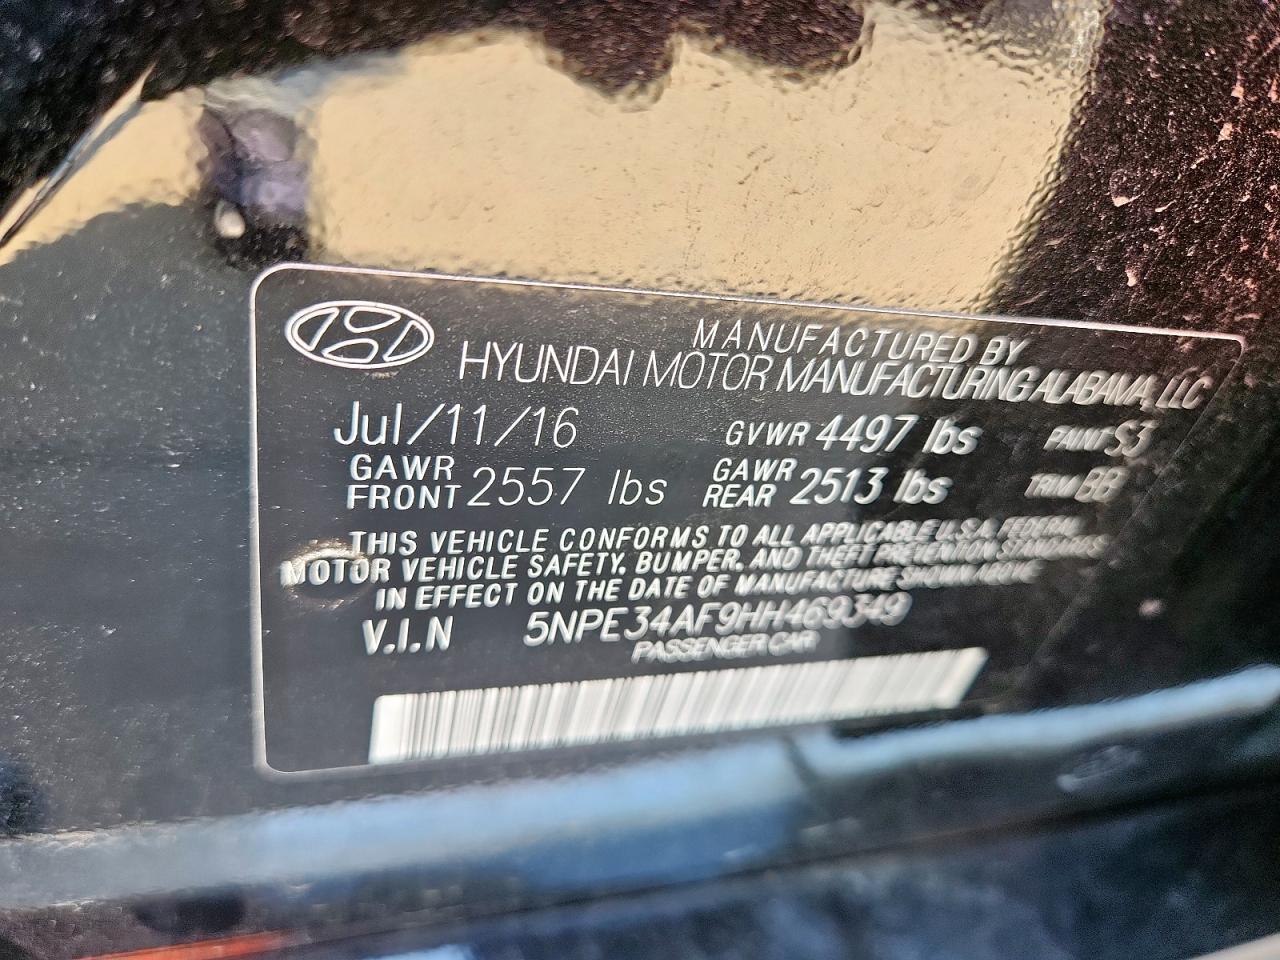 MANUFACTURED BY
HYUNDAI MOTOR MANUFACTURING ALABAMA, LLC
Jul/11/16 GVWR 4497 lbs PAINT S3
GAWR FRONT 2557 lbs GAWR REAR 2513 lbs TRIM BB
THIS VEHICLE CONFORMS TO ALL APPLICABLE U.S.A. FEDERAL
MOTOR VEHICLE SAFETY, BUMPER, AND THEFT PREVENTION STANDARDS
IN EFFECT ON THE DATE OF MANUFACTURE SHOWN ABOVE
V.I.N 5NPE34AF9HH469349
PASSENGER CAR